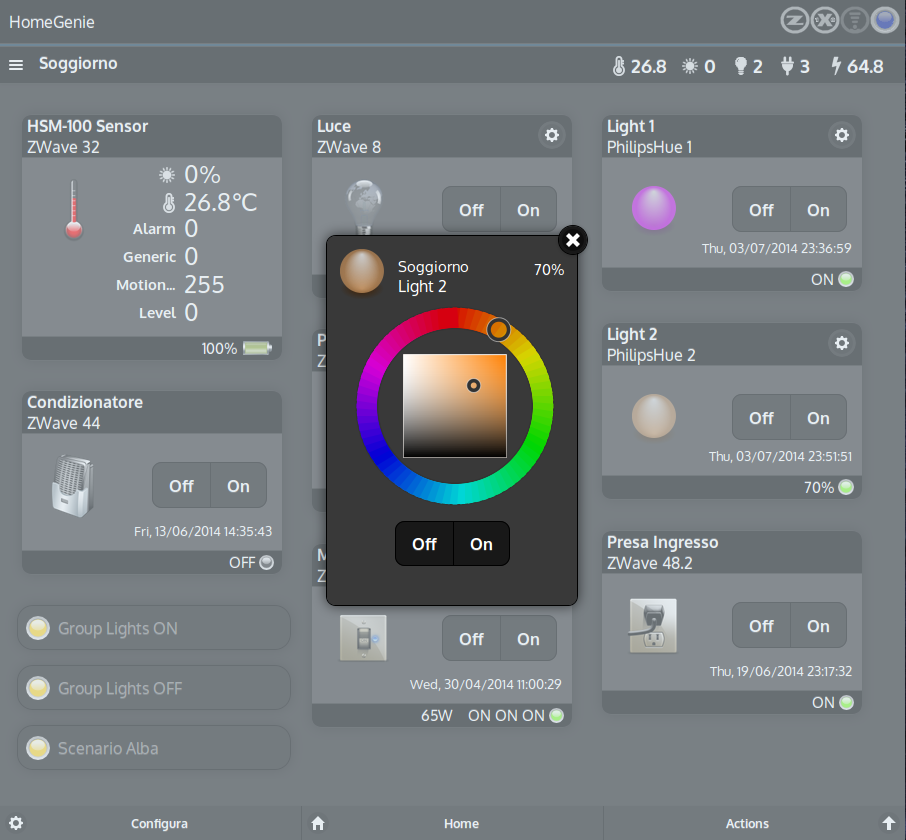 HomeGenie
Soggiorno
26.8 0 2 3 64.8
HSM-100 Sensor
ZWave 32
0%
26.8°C
Alarm 0
Generic 0
Motion... 255
Level 0
100%
Condizionatore
ZWave 44
Off On
Fri, 13/06/2014 14:35:43
OFF
Group Lights ON
Group Lights OFF
Scenario Alba
Luce
ZWave 8
Off On
Soggiorno
Light 2
70%
Off On
Off On
Wed, 30/04/2014 11:00:29
65W ON ON ON
Light 1
PhilipsHue 1
Off On
Thu, 03/07/2014 23:36:59
ON
Light 2
PhilipsHue 2
Off On
Thu, 03/07/2014 23:51:51
70%
Presa Ingresso
ZWave 48.2
Off On
Thu, 19/06/2014 23:17:32
ON
Configura
Home
Actions